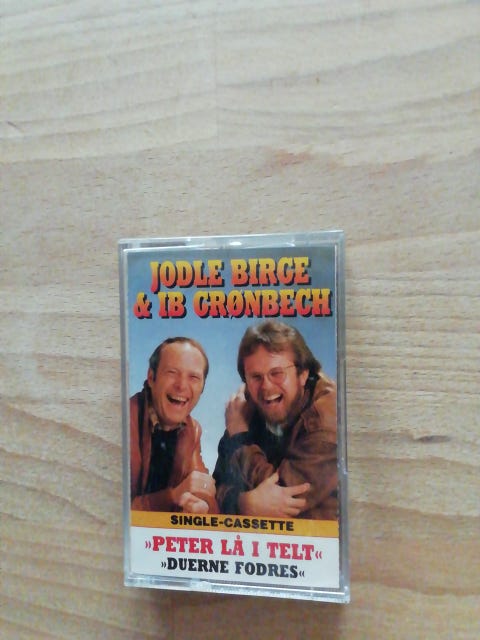 JODLE BIRGE
& IB GRØNBECH
SINGLE-CASSETTE
»PETER LÅ I TELT«
»DUERNE FODRES«